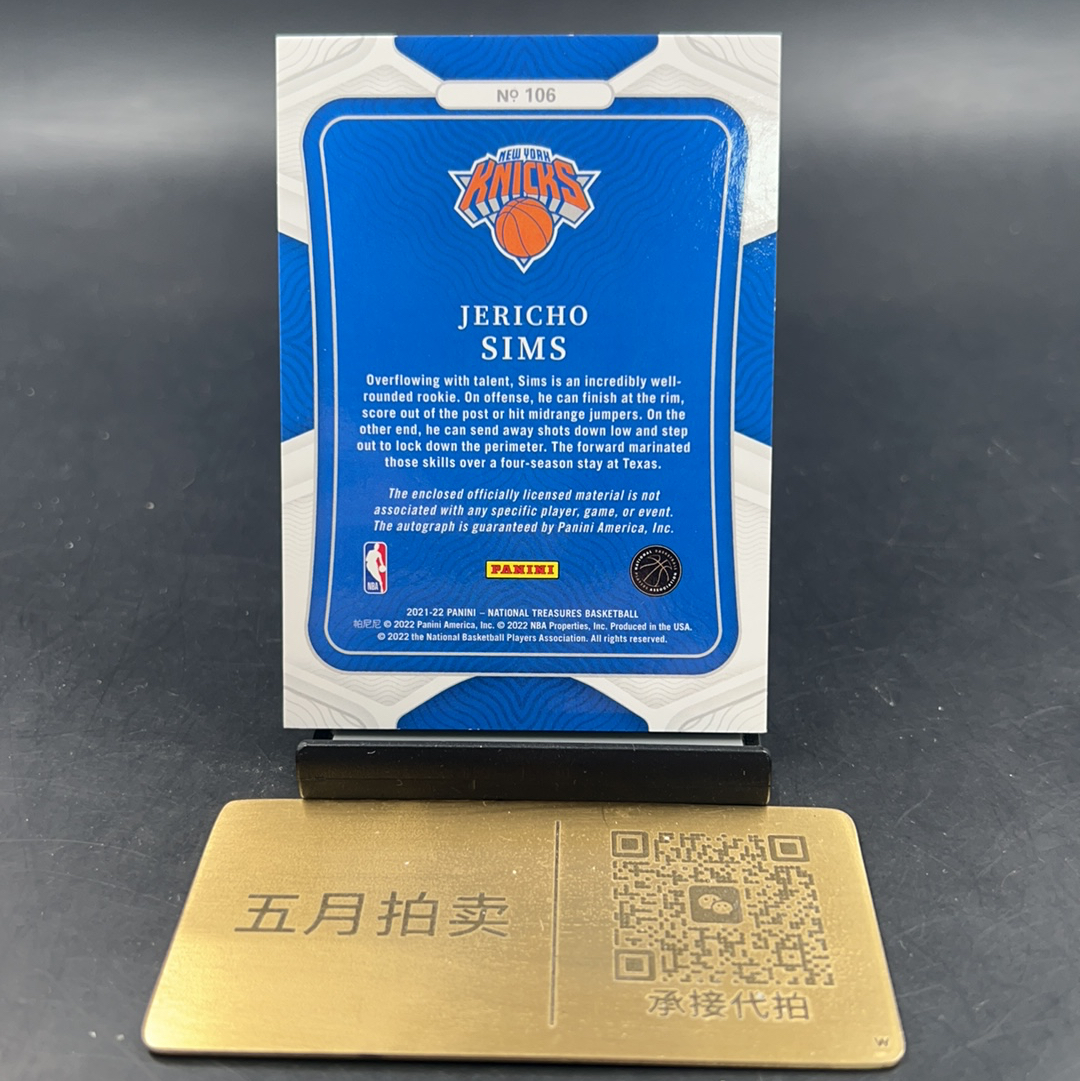 Nº 106
NEW YORK
KNICKS
JERICHO
SIMS
Overflowing with talent, Sims is an incredibly well-
rounded rookie. On offense, he can finish at the rim,
score out of the post or hit midrange jumpers. On the
other end, he can send away shots down low and step
out to lock down the perimeter. The forward marinated
those skills over a four-season stay at Texas.
The enclosed officially licensed material is not
associated with any specific player, game, or event.
The autograph is guaranteed by Panini America, Inc.
NBA
PANINI
NATIONAL BASKETBALL
ASSOCIATION
2021-22 PANINI – NATIONAL TREASURES BASKETBALL
帕尼尼 © 2022 Panini America, Inc. © 2022 NBA Properties, Inc. Produced in the USA.
© 2022 the National Basketball Players Association. All rights reserved.
五月拍卖
承接代拍
W